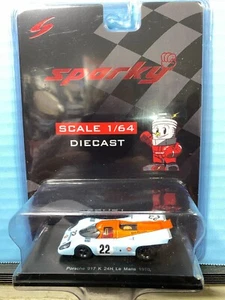 sparky
SCALE 1/64
DIECAST
22
Porsche 917 K 24H Le Mans 1970